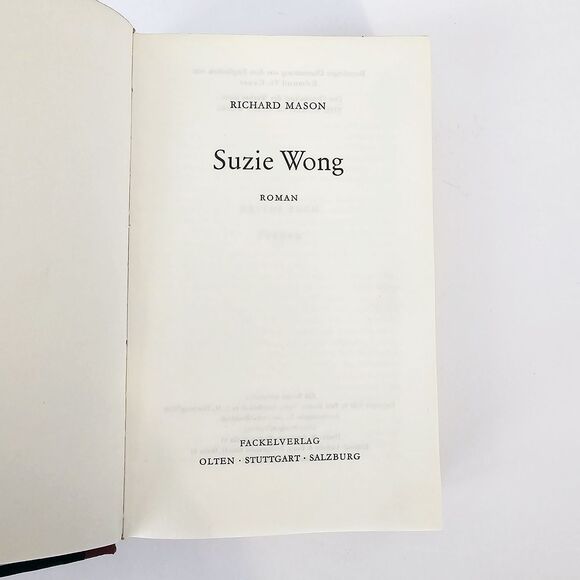 RICHARD MASON
Suzie Wong
ROMAN
FACKELVERLAG
OLTEN · STUTTGART · SALZBURG